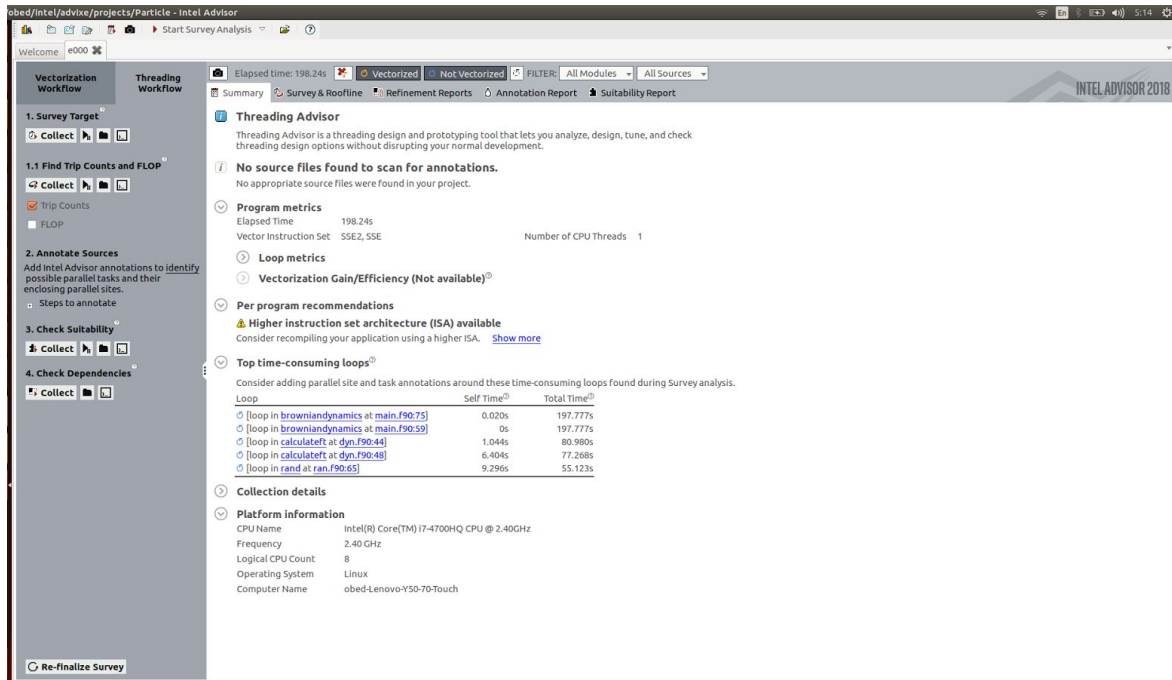 obed/intel/advixe/projects/Particle - Intel Advisor
En
5:14
Start Survey Analysis
Welcome e000
Vectorization Workflow
Threading Workflow
1. Survey Target
Collect
1.1 Find Trip Counts and FLOP
Collect
Trip Counts
FLOP
2. Annotate Sources
Add Intel Advisor annotations to identify
possible parallel tasks and their
enclosing parallel sites.
Steps to annotate
3. Check Suitability
Collect
4. Check Dependencies
Collect
Re-finalize Survey
Elapsed time: 198.24s Vectorized Not Vectorized FILTER: All Modules All Sources
Summary Survey & Roofline Refinement Reports Annotation Report Suitability Report
INTEL ADVISOR 2018
Threading Advisor
Threading Advisor is a threading design and prototyping tool that lets you analyze, design, tune, and check
threading design options without disrupting your normal development.
No source files found to scan for annotations.
No appropriate source files were found in your project.
Program metrics
Elapsed Time 198.24s
Vector Instruction Set SSE2, SSE Number of CPU Threads 1
Loop metrics
Vectorization Gain/Efficiency (Not available)
Per program recommendations
Higher instruction set architecture (ISA) available
Consider recompiling your application using a higher ISA. Show more
Top time-consuming loops
Consider adding parallel site and task annotations around these time-consuming loops found during Survey analysis.
Loop Self Time Total Time
[loop in browniandynamics at main.f90:75] 0.020s 197.777s
[loop in browniandynamics at main.f90:59] 0s 197.777s
[loop in calculateft at dyn.f90:44] 1.044s 80.980s
[loop in calculateft at dyn.f90:48] 6.404s 77.268s
[loop in rand at ran.f90:65] 9.296s 55.123s
Collection details
Platform information
CPU Name Intel(R) Core(TM) i7-4700HQ CPU @ 2.40GHz
Frequency 2.40 GHz
Logical CPU Count 8
Operating System Linux
Computer Name obed-Lenovo-Y50-70-Touch